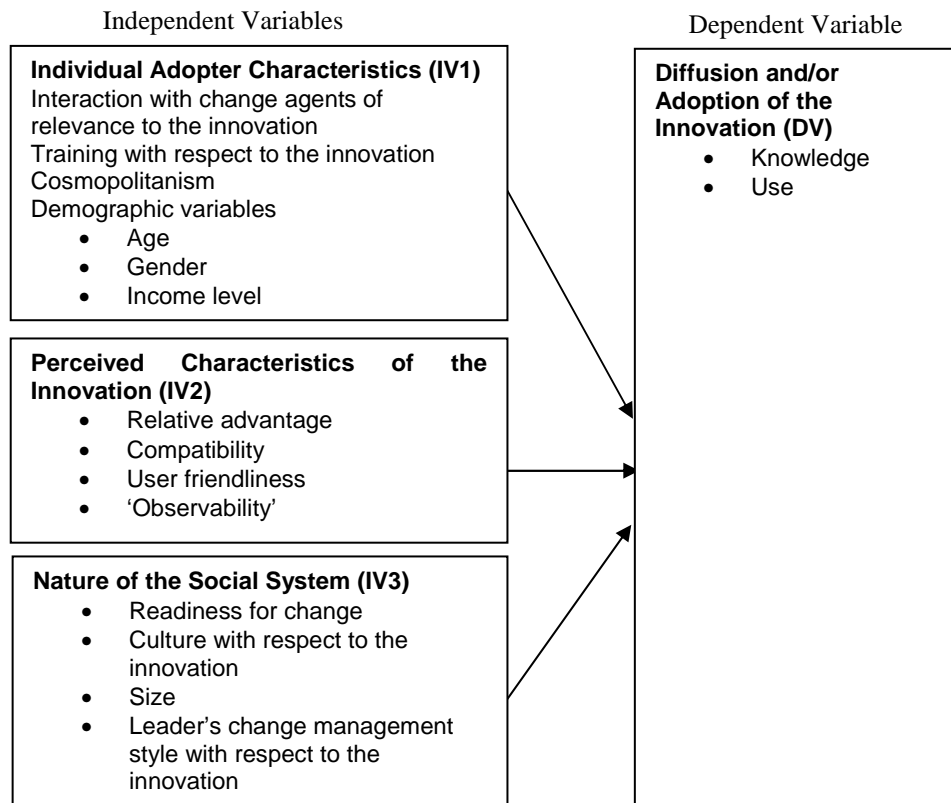 Independent Variables
Individual Adopter Characteristics (IV1)
Interaction with change agents of
relevance to the innovation
Training with respect to the innovation
Cosmopolitanism
Demographic variables
• Age
• Gender
• Income level
Perceived Characteristics of the
Innovation (IV2)
• Relative advantage
• Compatibility
• User friendliness
• ‘Observability’
Nature of the Social System (IV3)
• Readiness for change
• Culture with respect to the
innovation
• Size
• Leader’s change management
style with respect to the
innovation
Dependent Variable
Diffusion and/or
Adoption of the
Innovation (DV)
• Knowledge
• Use